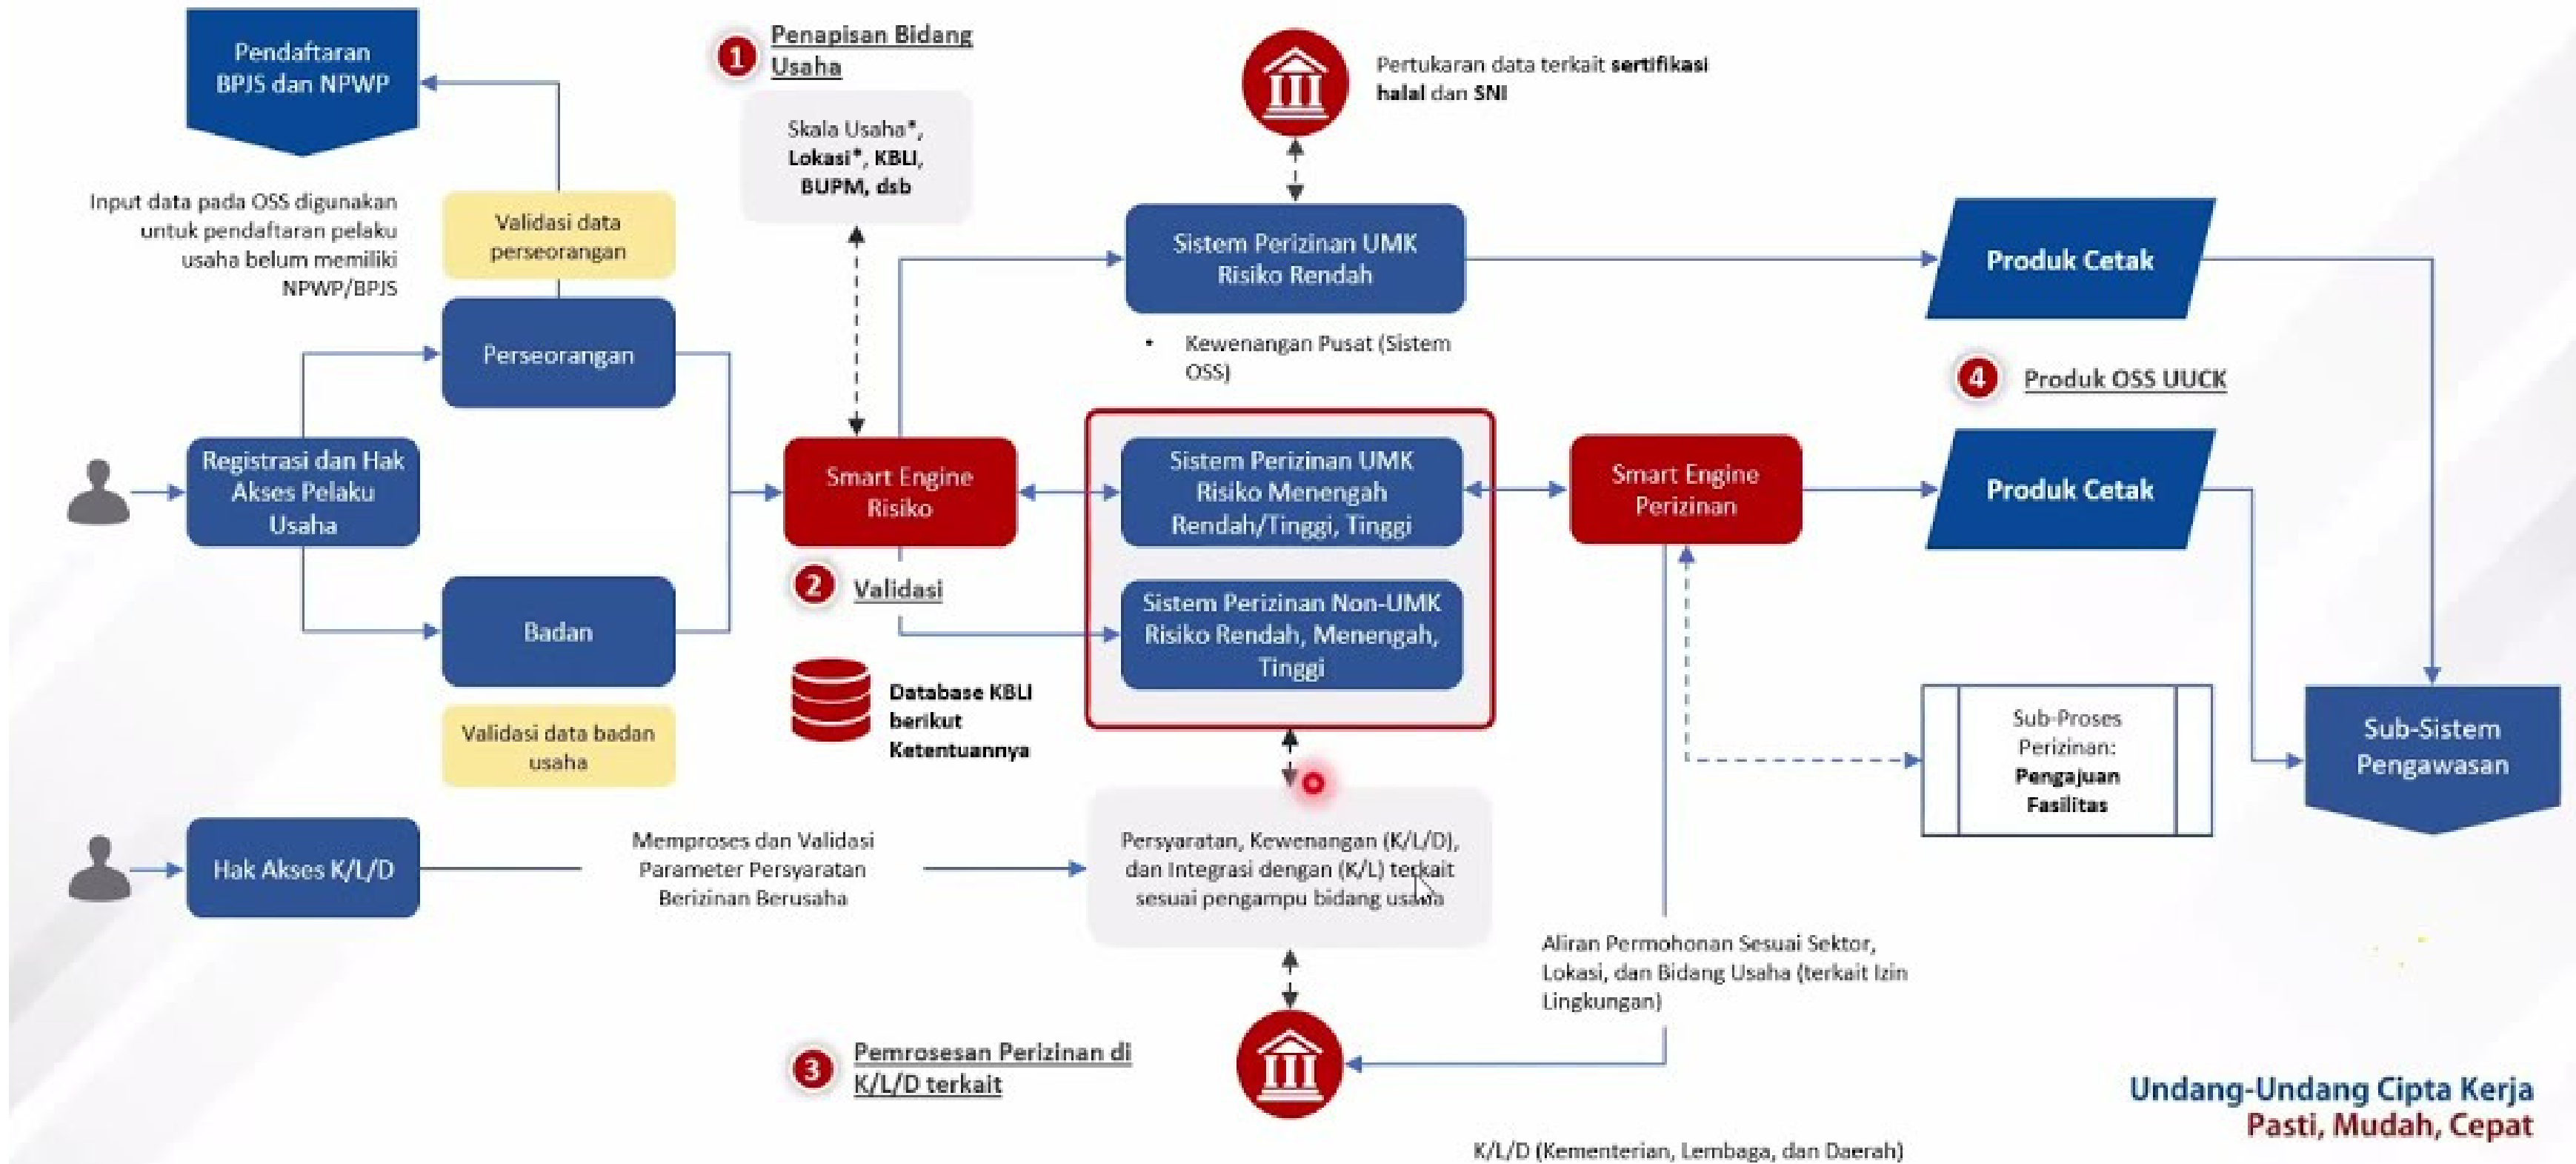 Pendaftaran
BPJS dan NPWP
Input data pada OSS digunakan
untuk pendaftaran pelaku
usaha belum memiliki
NPWP/BPJS
Validasi data
perseorangan
Perseorangan
Registrasi dan Hak
Akses Pelaku
Usaha
Badan
Validasi data badan
usaha
Hak Akses K/L/D
Memproses dan Validasi
Parameter Persyaratan
Berizinan Berusaha
1
Penapisan Bidang
Usaha
Skala Usaha*,
Lokasi*, KBLI,
BUPM, dsb
Smart Engine
Risiko
2
Validasi
Database KBLI
berikut
Ketentuannya
Pertukaran data terkait sertifikasi
halal dan SNI
Sistem Perizinan UMK
Risiko Rendah
• Kewenangan Pusat (Sistem
OSS)
Sistem Perizinan UMK
Risiko Menengah
Rendah/Tinggi, Tinggi
Sistem Perizinan Non-UMK
Risiko Rendah, Menengah,
Tinggi
Persyaratan, Kewenangan (K/L/D),
dan Integrasi dengan (K/L) terkait
sesuai pengampu bidang usaha
3
Pemrosesan Perizinan di
K/L/D terkait
Smart Engine
Perizinan
Aliran Permohonan Sesuai Sektor,
Lokasi, dan Bidang Usaha (terkait Izin
Lingkungan)
Produk Cetak
4
Produk OSS UUCK
Produk Cetak
Sub-Proses
Perizinan:
Pengajuan
Fasilitas
Sub-Sistem
Pengawasan
Undang-Undang Cipta Kerja
Pasti, Mudah, Cepat
K/L/D (Kementerian, Lembaga, dan Daerah)